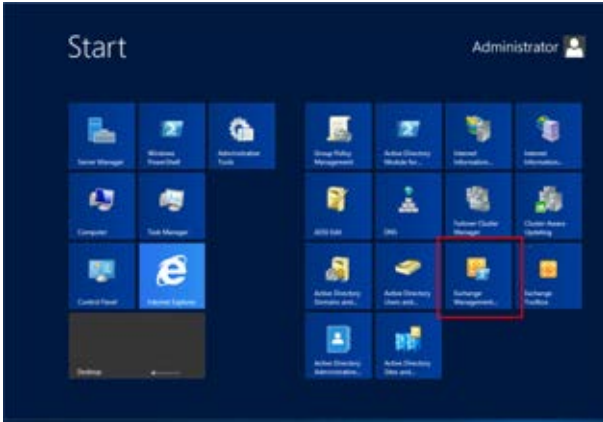 Start
Administrator
Server Manager
Windows PowerShell
Administrative Tools
Group Policy Management
Active Directory Module for...
Internet Information...
Internet Information...
Computer
Task Manager
ADSI Edit
DNS
Failover Cluster Manager
Cluster-Aware Updating
Control Panel
Internet Explorer
Active Directory Domains and...
Active Directory Users and...
Exchange Management...
Exchange Toolbox
Desktop
Active Directory Administrative...
Active Directory Sites and...